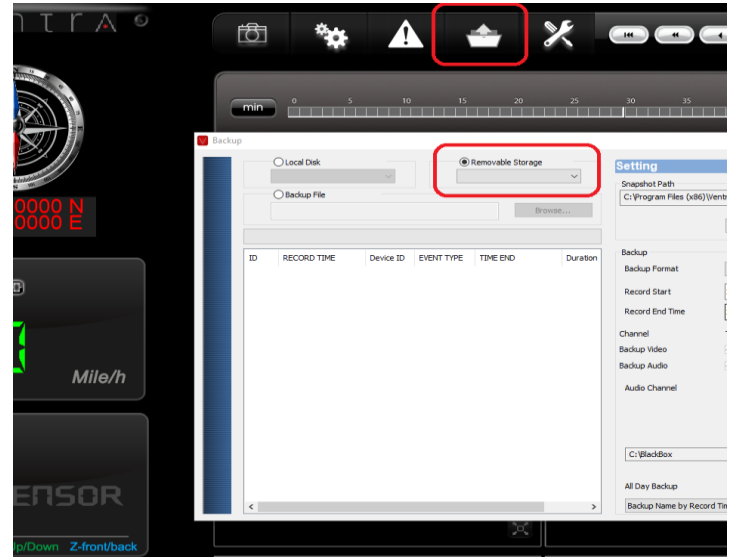 ntra
min 0 5 10 15 20 25 30 35
Backup
Local Disk
Removable Storage
Backup File
Browse...
ID RECORD TIME Device ID EVENT TYPE TIME END Duration
Setting
Snapshot Path
C:\Program Files (x86)\Ventr
Backup
Backup Format
Record Start
Record End Time
Channel
Backup Video
Backup Audio
Audio Channel
C:\BlackBox
All Day Backup
Backup Name by Record Tim
0000 N
0000 E
Mile/h
ENSOR
p/Down Z-front/back